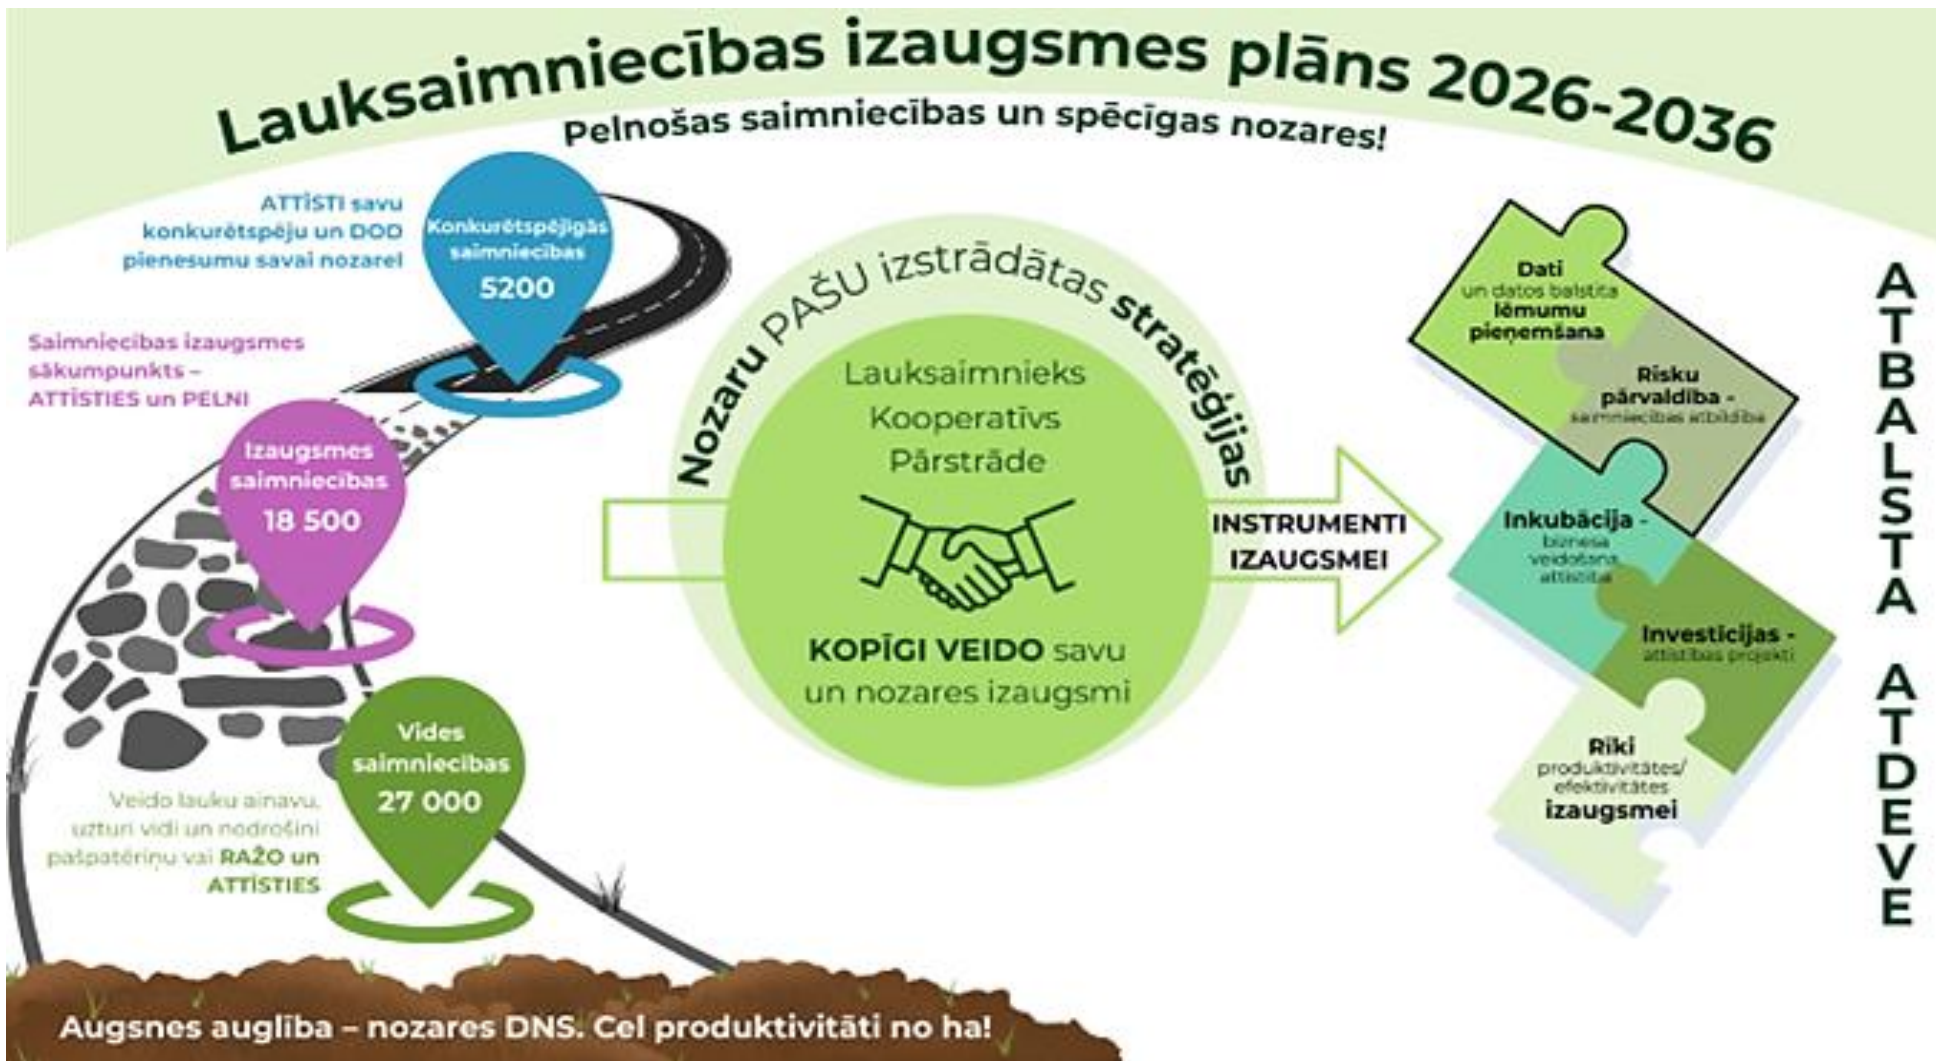 Lauksaimniecības izaugsmes plāns 2026-2036
Pelnošas saimniecības un spēcīgas nozares!
ATTĪSTI savu
konkurētspēju un DOD
pienesumu savai nozarei
Konkurētspējīgās
saimniecības
5200
Saimniecības izaugsmes
sākumpunkts –
ATTĪSTIES un PELNI
Izaugsmes
saimniecības
18 500
Vides
saimniecības
27 000
Veido lauku ainavu,
uzturi vidi un nodrošini
pašpatēriņu vai RAŽO un
ATTĪSTIES
Augsnes auglība – nozares DNS. Cel produktivitāti no ha!
Nozaru PAŠU izstrādātas stratēģijas
Lauksaimnieks
Kooperatīvs
Pārstrāde
KOPĪGI VEIDO savu
un nozares izaugsmi
INSTRUMENTI
IZAUGSMEI
Dati
un datos balstīta
lēmumu
pieņemšana
Risku
pārvaldība -
saimniecības atbildība
Inkubācija -
biznesa
veidošana
attīstība
Investīcijas -
attīstības projekti
Rīki
produktivitātes/
efektivitātes
izaugsmei
ATBALSTA ATDEVE